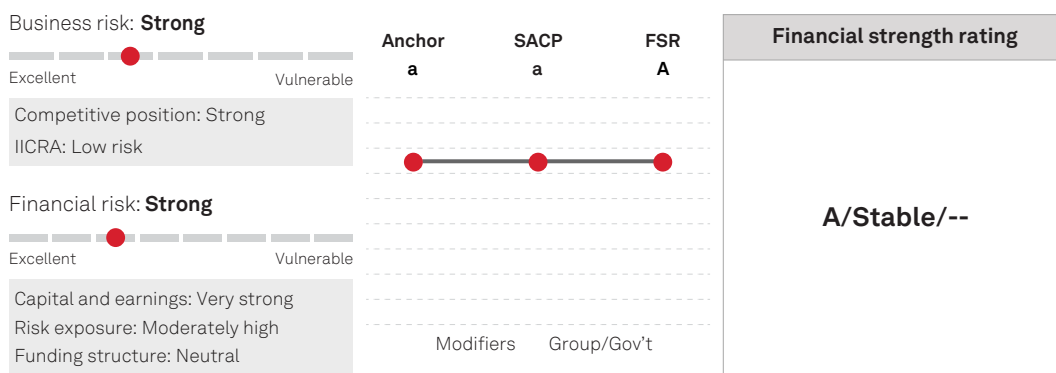 Business risk: Strong
Excellent Vulnerable
Competitive position: Strong
IICRA: Low risk
Financial risk: Strong
Excellent Vulnerable
Capital and earnings: Very strong
Risk exposure: Moderately high
Funding structure: Neutral
Anchor SACP FSR
a a A
Modifiers Group/Gov't
Financial strength rating
A/Stable/--